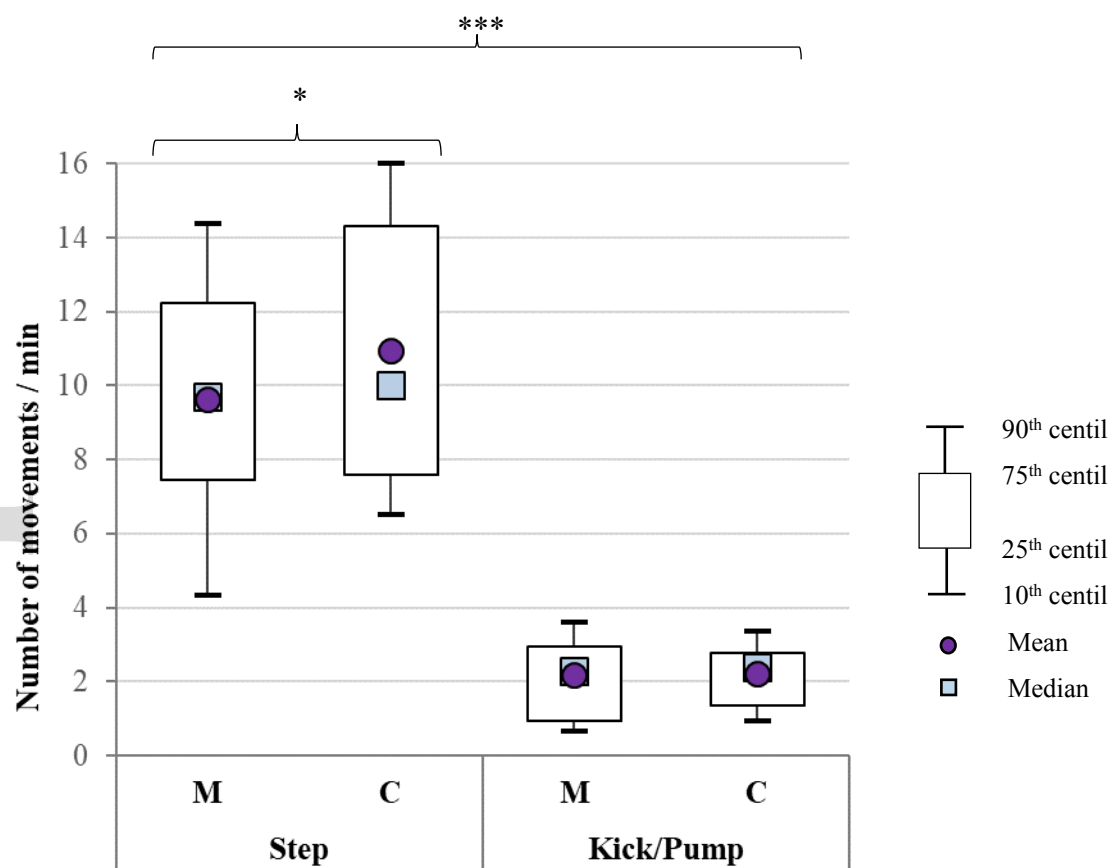 ***
*
16
14
12
10
8
6
4
2
0
Number of movements / min
M
C
M
C
Step
Kick/Pump
90th centil
75th centil
25th centil
10th centil
Mean
Median